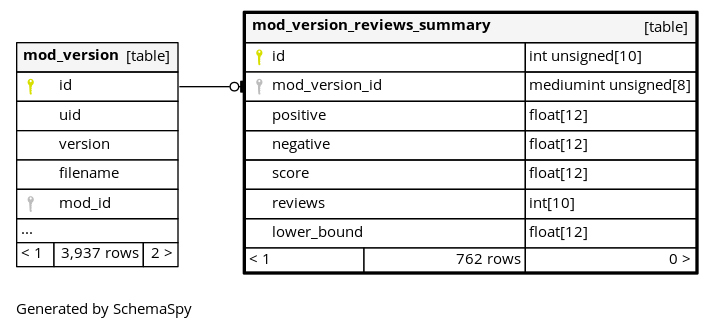 mod_version [table]
id
uid
version
filename
mod_id
...
< 1 3,937 rows 2 >
mod_version_reviews_summary [table]
id int unsigned[10]
mod_version_id mediumint unsigned[8]
positive float[12]
negative float[12]
score float[12]
reviews int[10]
lower_bound float[12]
< 1 762 rows 0 >
Generated by SchemaSpy